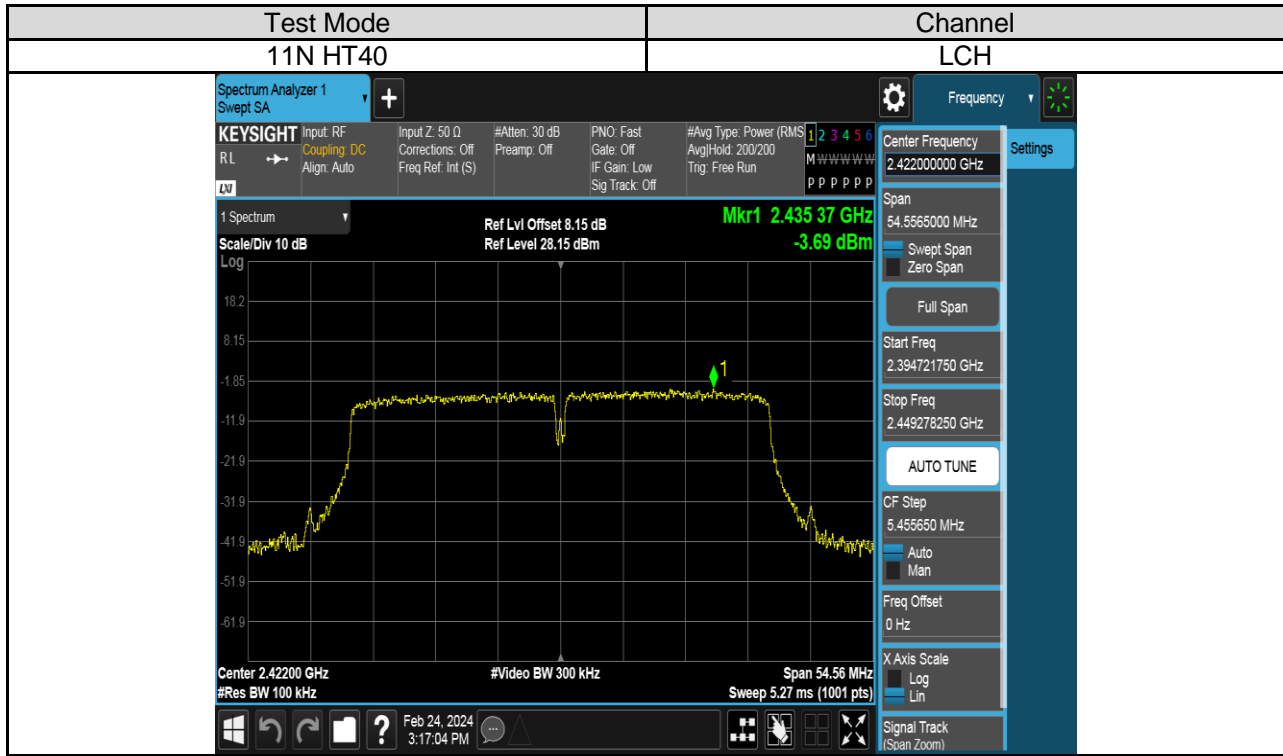 Test Mode Channel
11N HT40 LCH
Spectrum Analyzer 1
Swept SA
+
Frequency
KEYSIGHT
RL
LXI
Input: RF
Coupling: DC
Align: Auto
Input Z: 50 Ω
Corrections: Off
Freq Ref: Int (S)
#Atten: 30 dB
Preamp: Off
PNO: Fast
Gate: Off
IF Gain: Low
Sig Track: Off
#Avg Type: Power (RMS
Avg|Hold: 200/200
Trig: Free Run
1 2 3 4 5 6
M W W W W W
P P P P P P
1 Spectrum
Scale/Div 10 dB
Log
Ref Lvl Offset 8.15 dB
Ref Level 28.15 dBm
Mkr1 2.435 37 GHz
-3.69 dBm
18.2
8.15
-1.85
-11.9
-21.9
-31.9
-41.9
-51.9
-61.9
1
Center 2.42200 GHz
#Res BW 100 kHz
#Video BW 300 kHz
Span 54.56 MHz
Sweep 5.27 ms (1001 pts)
?
Feb 24, 2024
3:17:04 PM
Center Frequency
2.422000000 GHz
Settings
Span
54.5565000 MHz
Swept Span
Zero Span
Full Span
Start Freq
2.394721750 GHz
Stop Freq
2.449278250 GHz
AUTO TUNE
CF Step
5.455650 MHz
Auto
Man
Freq Offset
0 Hz
X Axis Scale
Log
Lin
Signal Track
(Span Zoom)